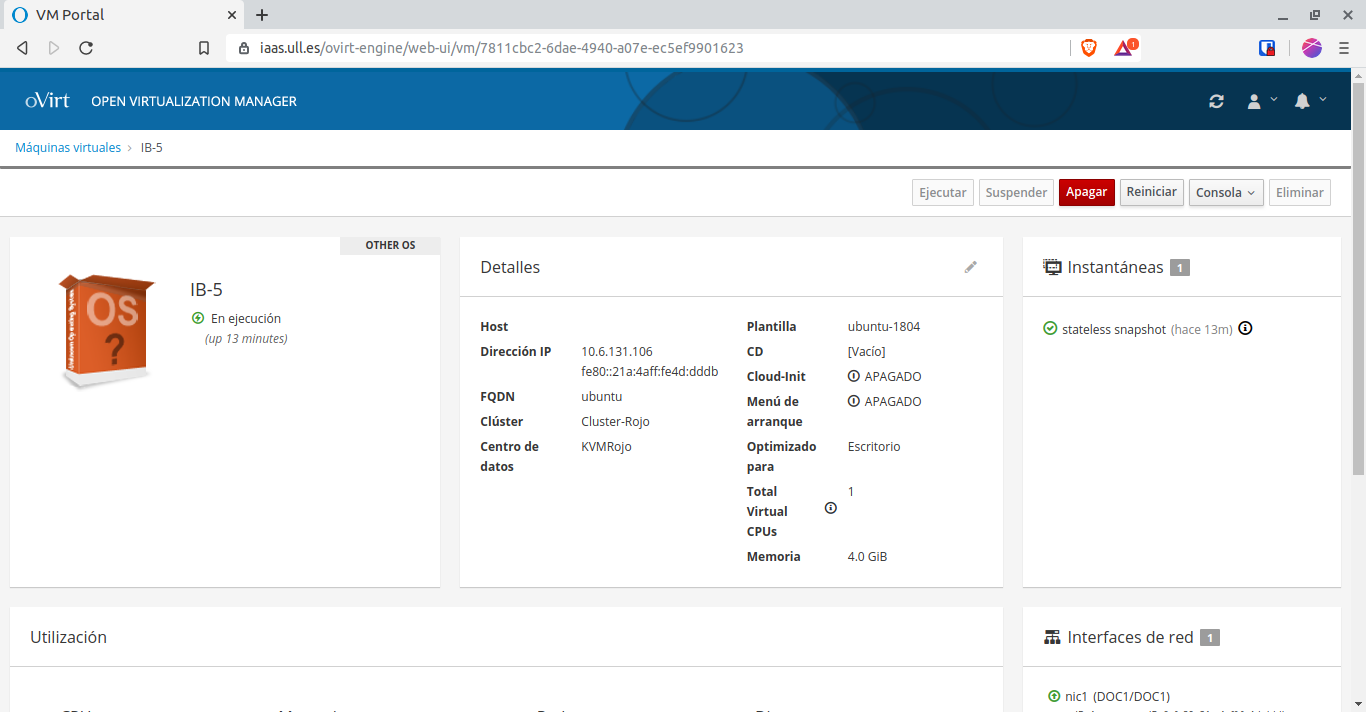 VM Portal
iaas.ull.es/ovirt-engine/web-ui/vm/7811cbc2-6dae-4940-a07e-ec5ef9901623
1
oVirt OPEN VIRTUALIZATION MANAGER
Máquinas virtuales › IB-5
Ejecutar Suspender Apagar Reiniciar Consola Eliminar
OTHER OS
OS
?
IB-5
En ejecución
(up 13 minutes)
Detalles
Host
Dirección IP 10.6.131.106
fe80::21a:4aff:fe4d:dddb
FQDN ubuntu
Clúster Cluster-Rojo
Centro de KVMRojo
datos
Plantilla ubuntu-1804
CD [Vacío]
Cloud-Init APAGADO
Menú de APAGADO
arranque
Optimizado Escritorio
para
Total 1
Virtual
CPUs
Memoria 4.0 GiB
Instantáneas 1
stateless snapshot (hace 13m)
Utilización
Interfaces de red 1
nic1 (DOC1/DOC1)